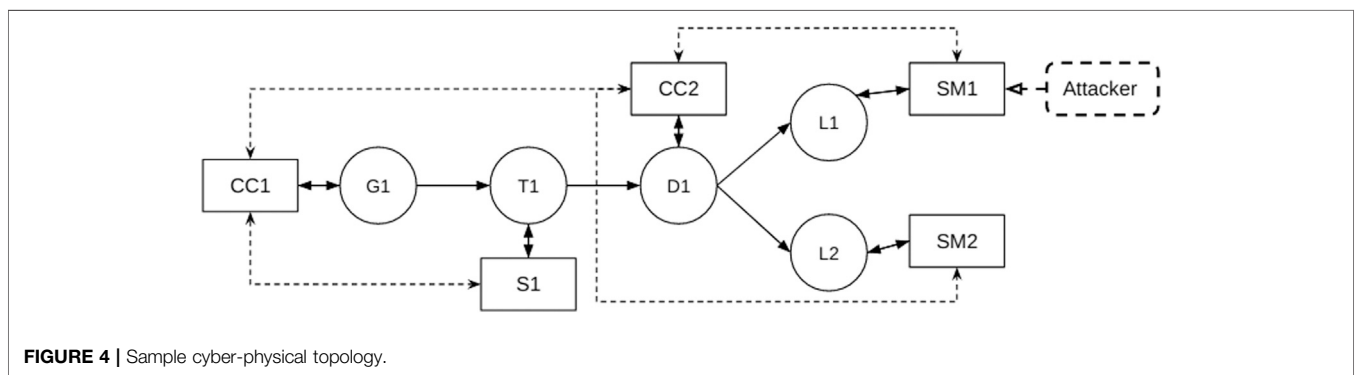 CC2
SM1
Attacker
L1
CC1
G1
T1
D1
L2
SM2
S1
FIGURE 4 | Sample cyber-physical topology.